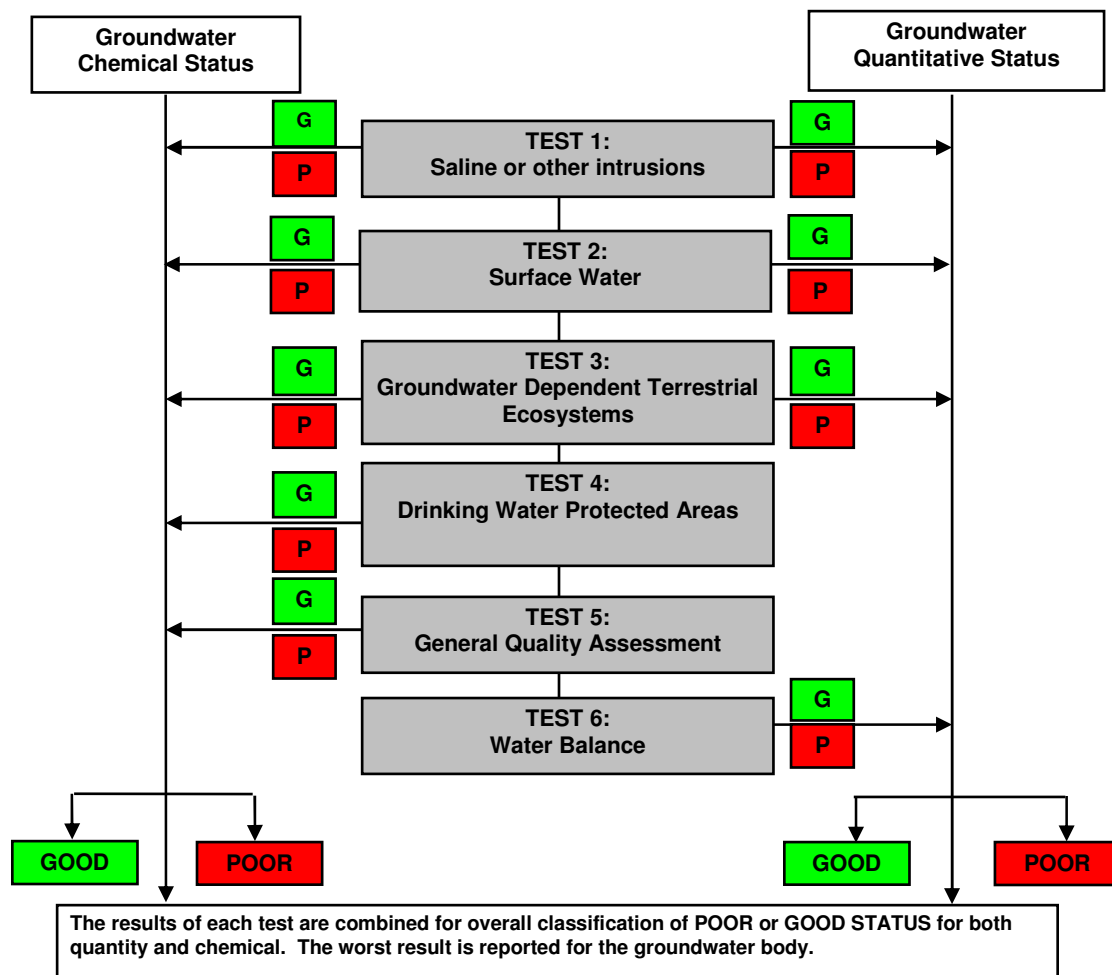 Groundwater
Chemical Status
Groundwater
Quantitative Status
G
P
TEST 1:
Saline or other intrusions
G
P
G
P
TEST 2:
Surface Water
G
P
G
P
TEST 3:
Groundwater Dependent Terrestrial
Ecosystems
G
P
G
P
TEST 4:
Drinking Water Protected Areas
G
P
TEST 5:
General Quality Assessment
TEST 6:
Water Balance
G
P
GOOD
POOR
GOOD
POOR
The results of each test are combined for overall classification of POOR or GOOD STATUS for both
quantity and chemical.  The worst result is reported for the groundwater body.